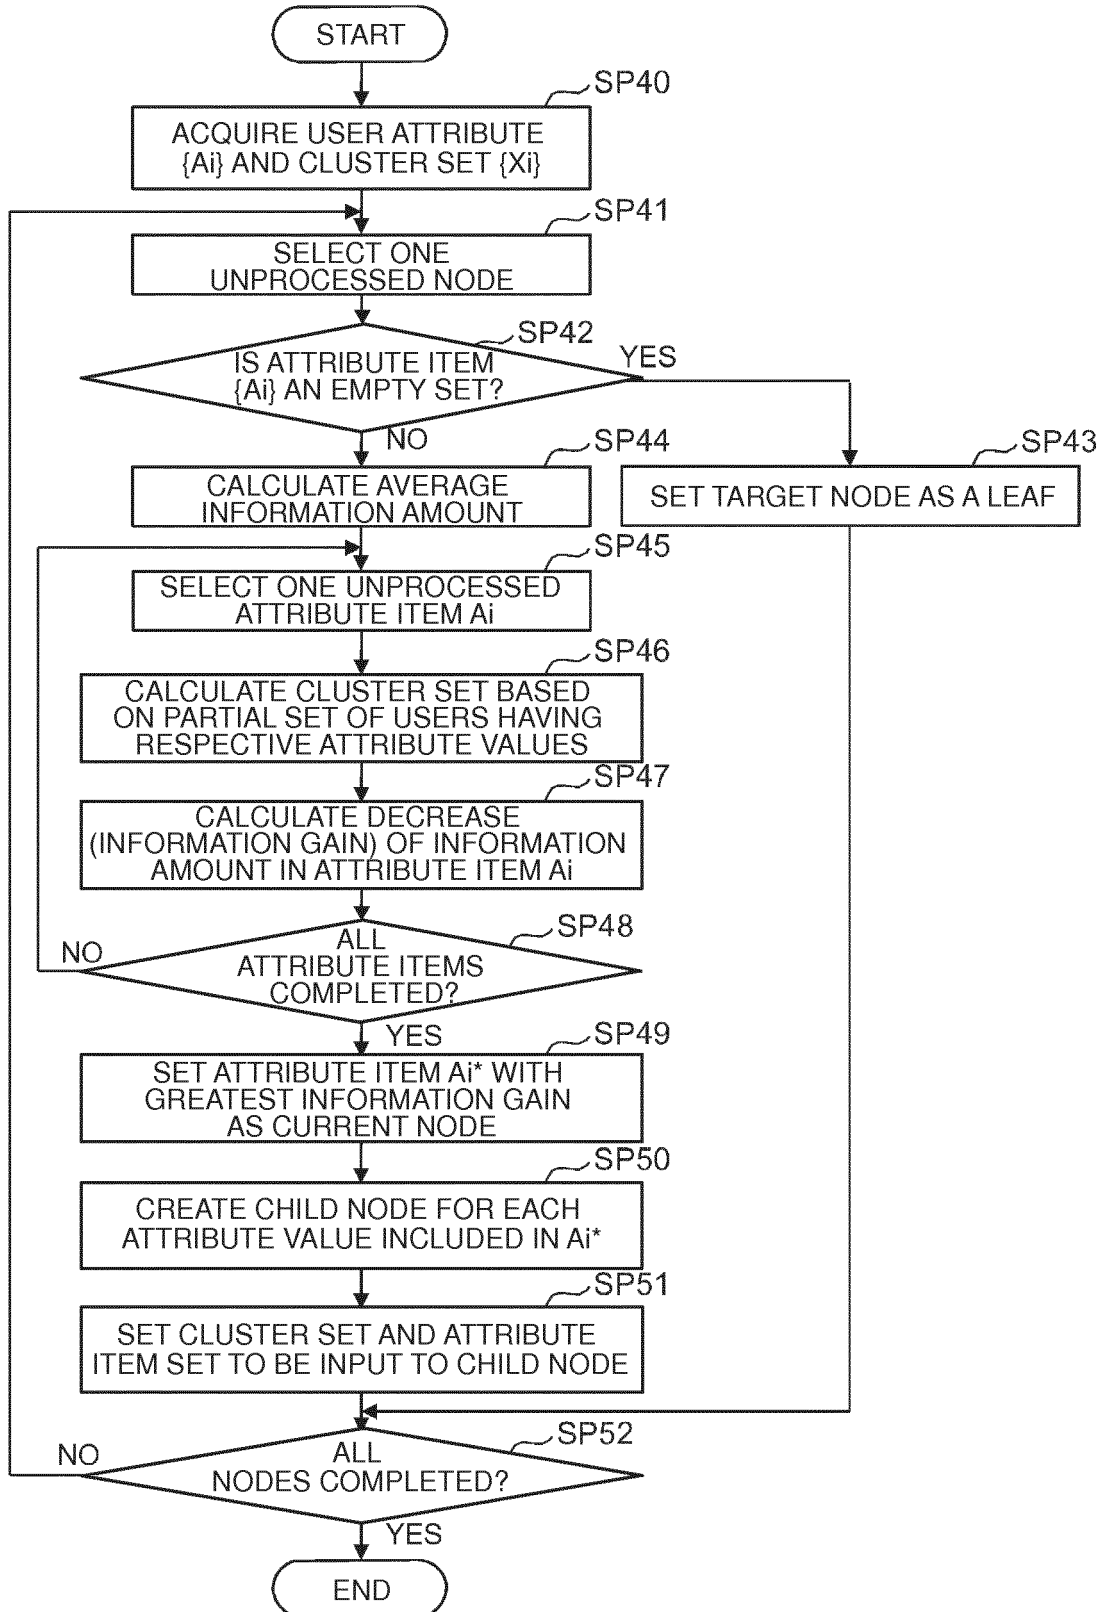 START
SP40
ACQUIRE USER ATTRIBUTE
{Ai} AND CLUSTER SET {Xi}
SP41
SELECT ONE
UNPROCESSED NODE
SP42
IS ATTRIBUTE ITEM
{Ai} AN EMPTY SET?
YES
NO
SP43
SET TARGET NODE AS A LEAF
SP44
CALCULATE AVERAGE
INFORMATION AMOUNT
SP45
SELECT ONE UNPROCESSED
ATTRIBUTE ITEM Ai
SP46
CALCULATE CLUSTER SET BASED
ON PARTIAL SET OF USERS HAVING
RESPECTIVE ATTRIBUTE VALUES
SP47
CALCULATE DECREASE
(INFORMATION GAIN) OF INFORMATION
AMOUNT IN ATTRIBUTE ITEM Ai
SP48
NO
ALL
ATTRIBUTE ITEMS
COMPLETED?
YES
SP49
SET ATTRIBUTE ITEM Ai* WITH
GREATEST INFORMATION GAIN
AS CURRENT NODE
SP50
CREATE CHILD NODE FOR EACH
ATTRIBUTE VALUE INCLUDED IN Ai*
SP51
SET CLUSTER SET AND ATTRIBUTE
ITEM SET TO BE INPUT TO CHILD NODE
SP52
NO
ALL
NODES COMPLETED?
YES
END